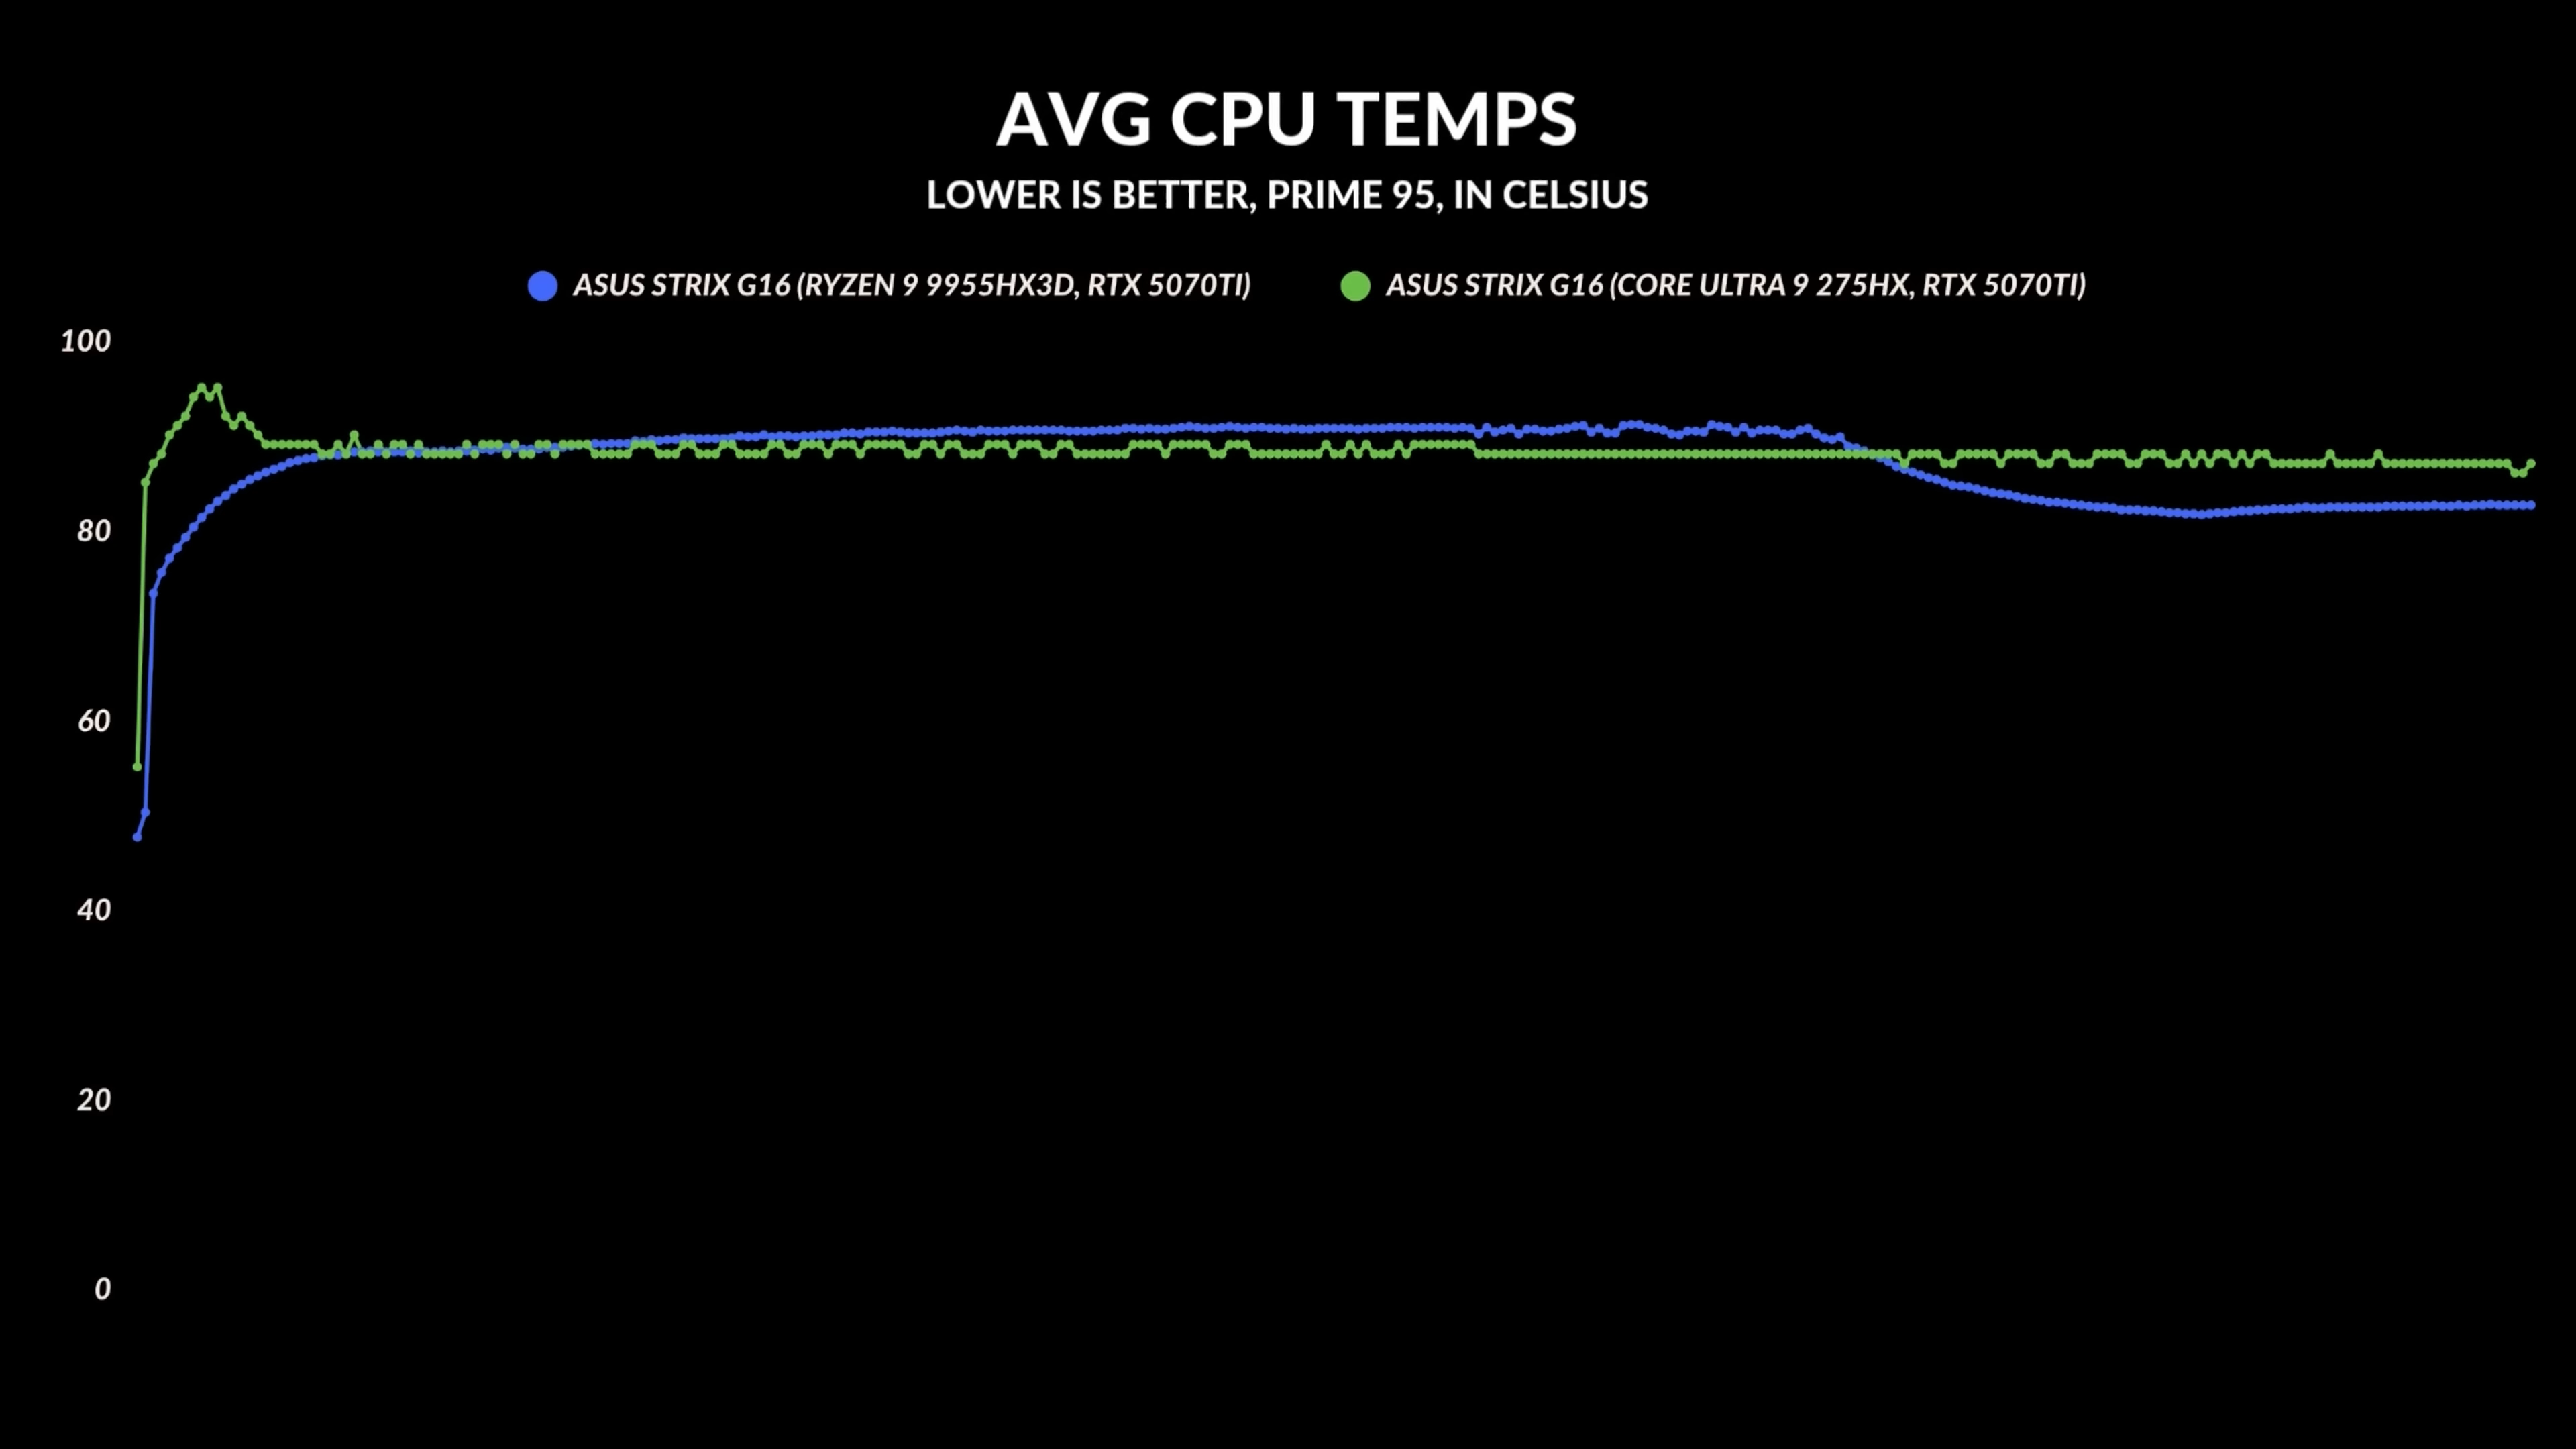 AVG CPU TEMPS
LOWER IS BETTER, PRIME 95, IN CELSIUS
ASUS STRIX G16 (RYZEN 9 9955HX3D, RTX 5070TI)
ASUS STRIX G16 (CORE ULTRA 9 275HX, RTX 5070TI)
100
80
60
40
20
0